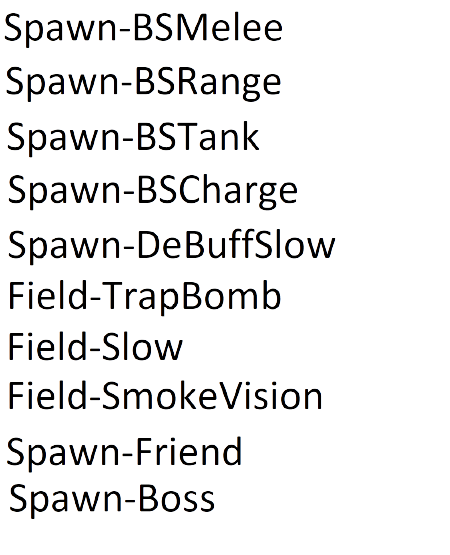 Spawn-BSMelee
Spawn-BSRange
Spawn-BSTank
Spawn-BSCharge
Spawn-DeBuffSlow
Field-TrapBomb
Field-Slow
Field-SmokeVision
Spawn-Friend
Spawn-Boss